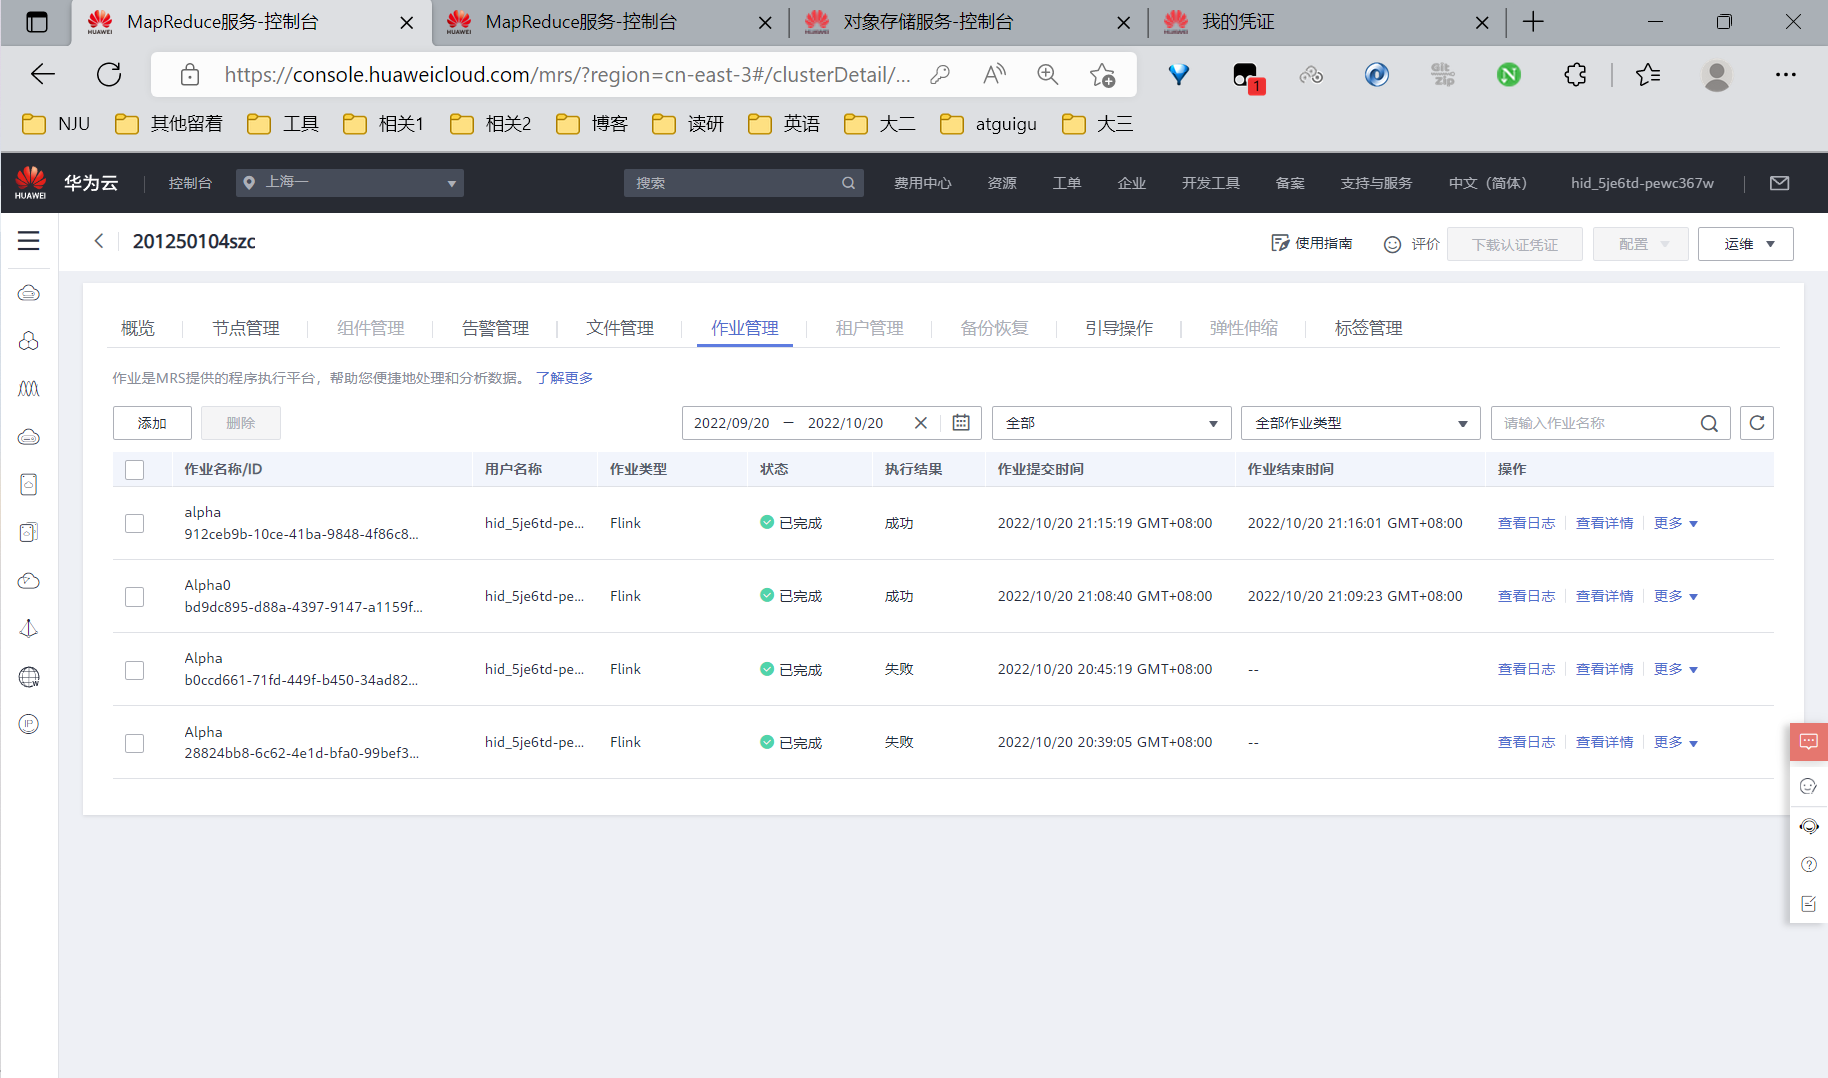 MapReduce服务-控制台
MapReduce服务-控制台
对象存储服务-控制台
我的凭证
https://console.huaweicloud.com/mrs/?region=cn-east-3#/clusterDetail/...
1
Git Zip
N
NJU 其他留着 工具 相关1 相关2 博客 读研 英语 大二 atguigu 大三
HUAWEI 华为云 控制台 上海一 搜索 费用中心 资源 工单 企业 开发工具 备案 支持与服务 中文（简体） hid_5je6td-pewc367w
201250104szc 使用指南 评价 下载认证凭证 配置 运维
概览 节点管理 组件管理 告警管理 文件管理 作业管理 租户管理 备份恢复 引导操作 弹性伸缩 标签管理
作业是MRS提供的程序执行平台，帮助您便捷地处理和分析数据。 了解更多
添加 删除 2022/09/20 – 2022/10/20 全部 全部作业类型 请输入作业名称
作业名称/ID 用户名称 作业类型 状态 执行结果 作业提交时间 作业结束时间 操作
alpha
912ceb9b-10ce-41ba-9848-4f86c8... hid_5je6td-pe... Flink 已完成 成功 2022/10/20 21:15:19 GMT+08:00 2022/10/20 21:16:01 GMT+08:00 查看日志 查看详情 更多
Alpha0
bd9dc895-d88a-4397-9147-a1159f... hid_5je6td-pe... Flink 已完成 成功 2022/10/20 21:08:40 GMT+08:00 2022/10/20 21:09:23 GMT+08:00 查看日志 查看详情 更多
Alpha
b0ccd661-71fd-449f-b450-34ad82... hid_5je6td-pe... Flink 已完成 失败 2022/10/20 20:45:19 GMT+08:00 -- 查看日志 查看详情 更多
Alpha
28824bb8-6c62-4e1d-bfa0-99bef3... hid_5je6td-pe... Flink 已完成 失败 2022/10/20 20:39:05 GMT+08:00 -- 查看日志 查看详情 更多